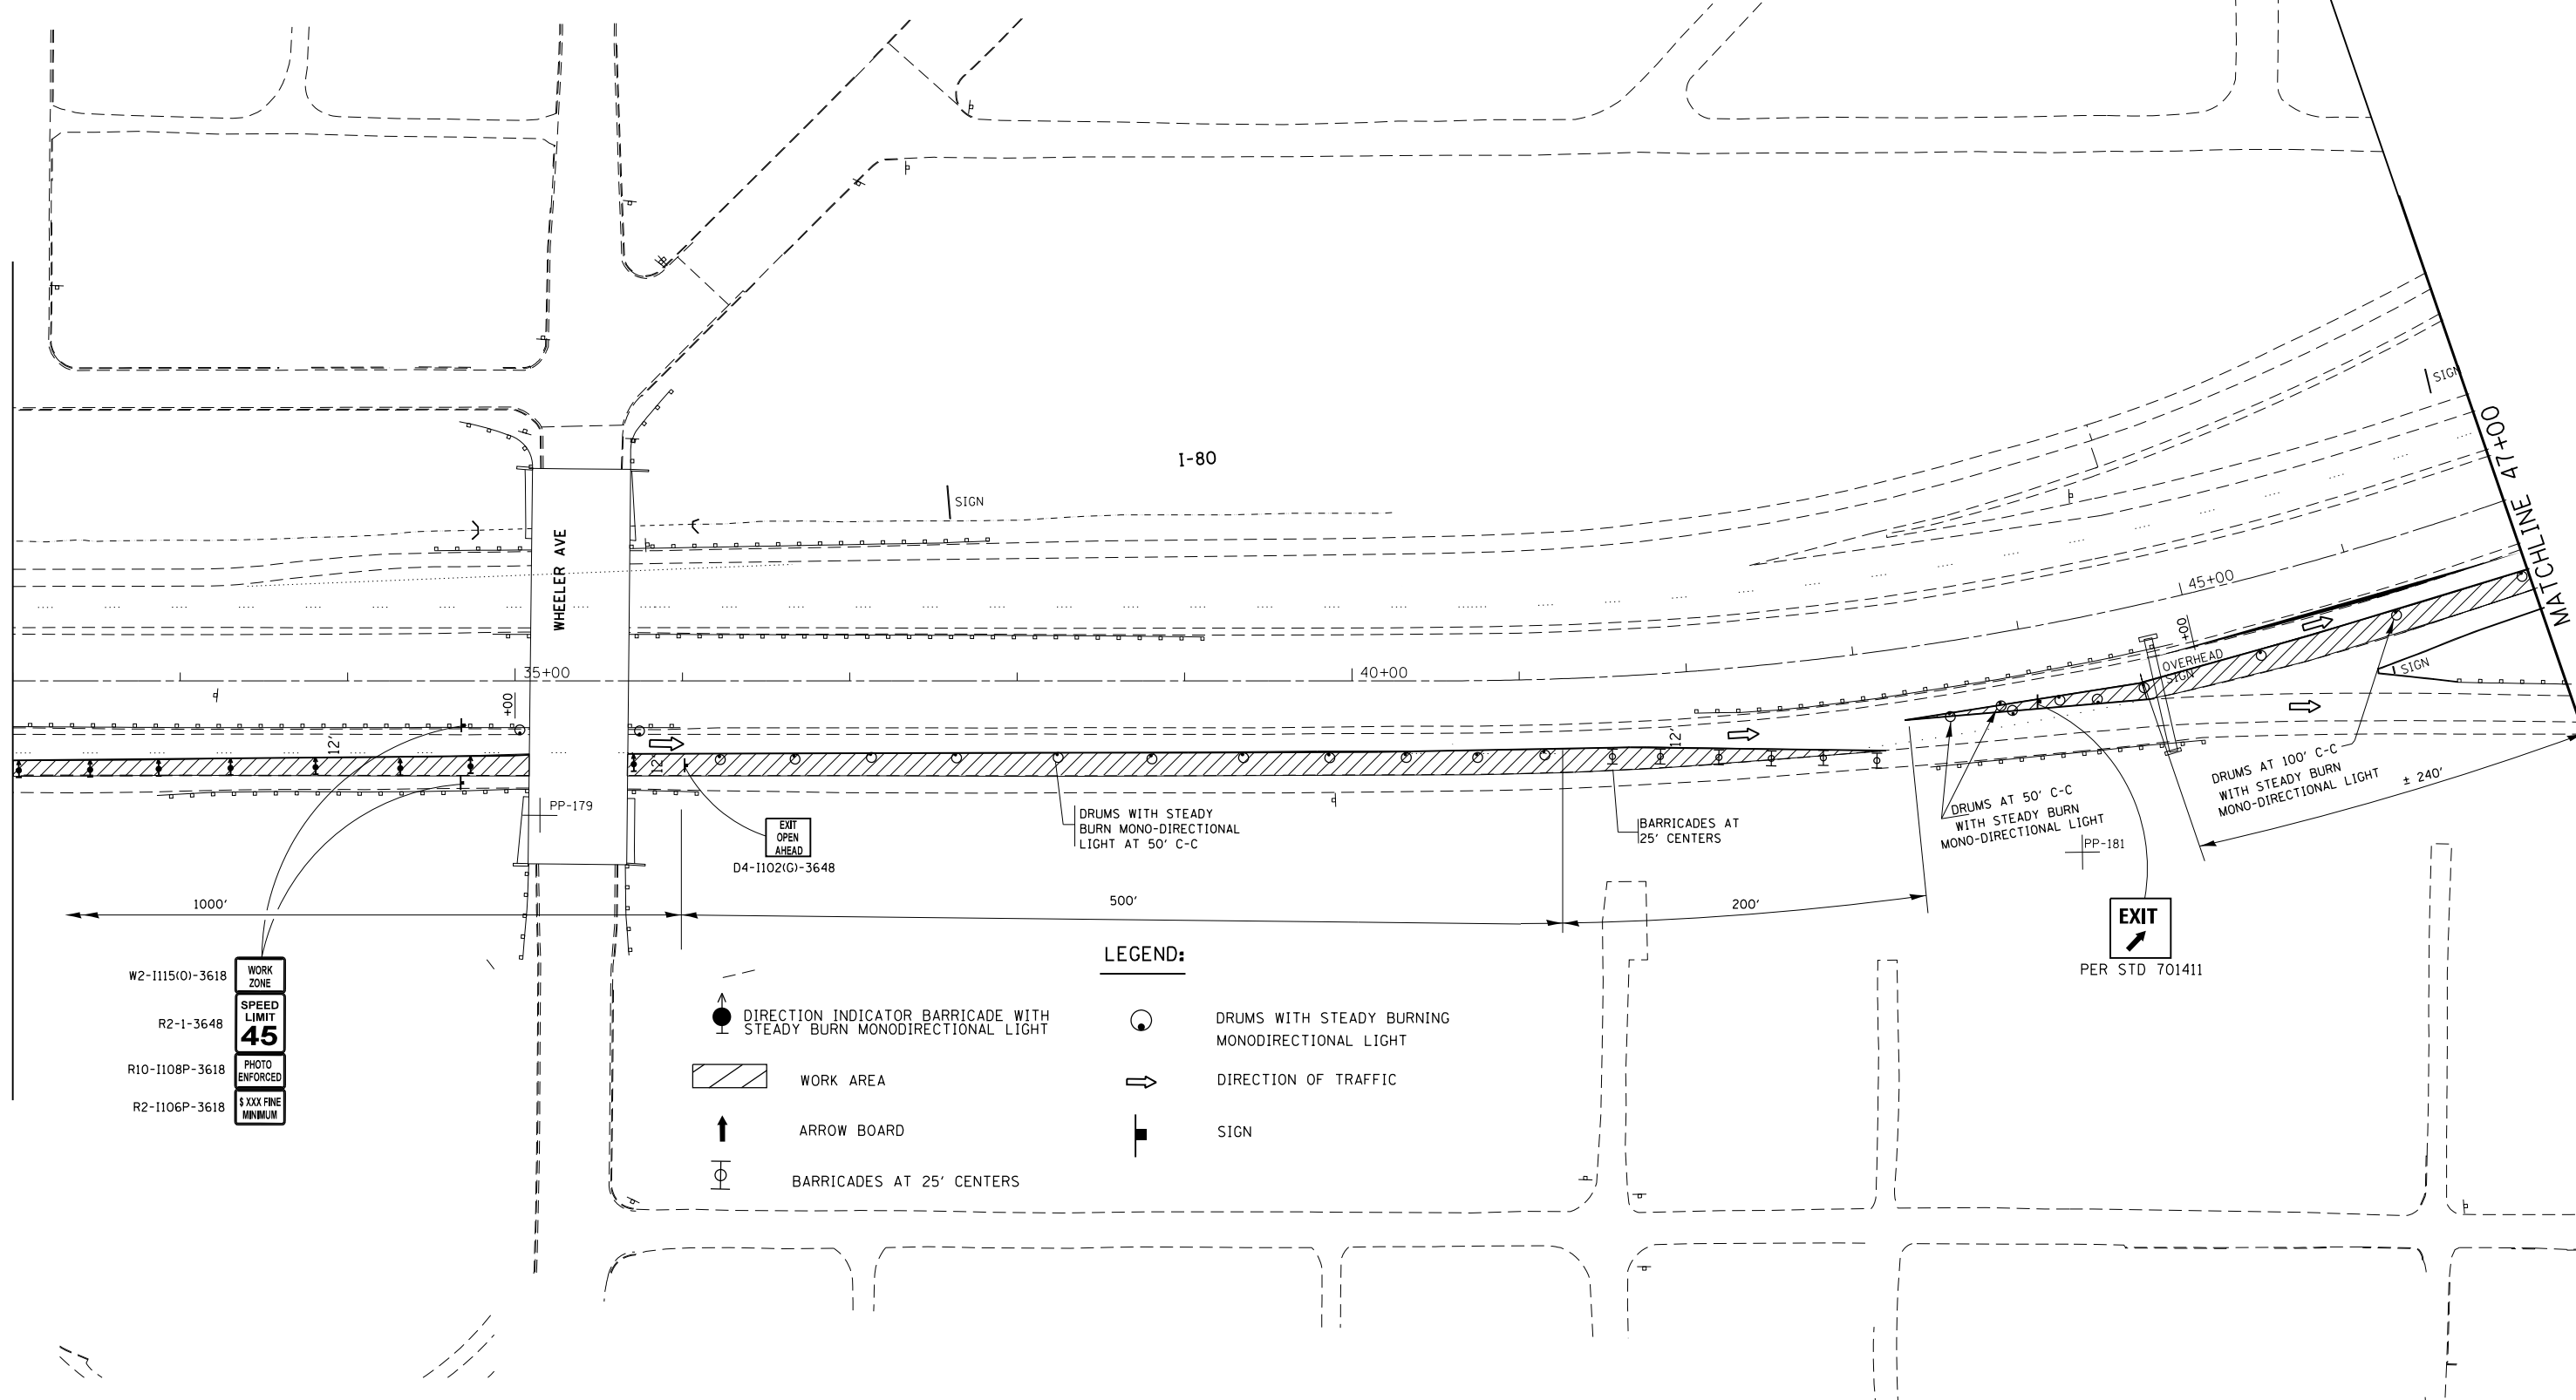 SIGN
MATCHLINE 47+00
I-80
SIGN
WHEELER AVE
45+00
+00
OVERHEAD
SIGN
SIGN
35+00
40+00
+00
12'
12'
12'
PP-179
EXIT
OPEN
AHEAD
D4-I102(G)-3648
DRUMS WITH STEADY
BURN MONO-DIRECTIONAL
LIGHT AT 50' C-C
BARRICADES AT
25' CENTERS
DRUMS AT 50' C-C
WITH STEADY BURN
MONO-DIRECTIONAL LIGHT
PP-181
DRUMS AT 100' C-C
WITH STEADY BURN
MONO-DIRECTIONAL LIGHT
± 240'
1000'
500'
200'
EXIT
PER STD 701411
W2-I115(O)-3618
WORK
ZONE
R2-1-3648
SPEED
LIMIT
45
R10-I108P-3618
PHOTO
ENFORCED
R2-I106P-3618
$ XXX FINE
MINIMUM
LEGEND:
DIRECTION INDICATOR BARRICADE WITH
STEADY BURN MONODIRECTIONAL LIGHT
WORK AREA
ARROW BOARD
BARRICADES AT 25' CENTERS
DRUMS WITH STEADY BURNING
MONODIRECTIONAL LIGHT
DIRECTION OF TRAFFIC
SIGN